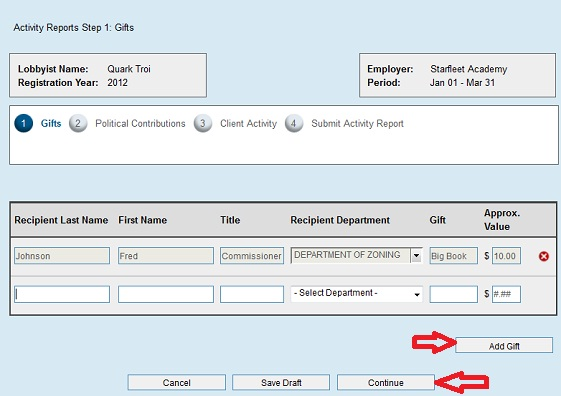 Activity Reports Step 1: Gifts
Lobbyist Name: Quark Troi
Registration Year: 2012
Employer: Starfleet Academy
Period: Jan 01 - Mar 31
1 Gifts 2 Political Contributions 3 Client Activity 4 Submit Activity Report
Recipient Last Name First Name Title Recipient Department Gift Approx. Value
Johnson Fred Commissioner DEPARTMENT OF ZONING Big Book $ 10.00
- Select Department - $ #.##
Add Gift
Cancel Save Draft Continue